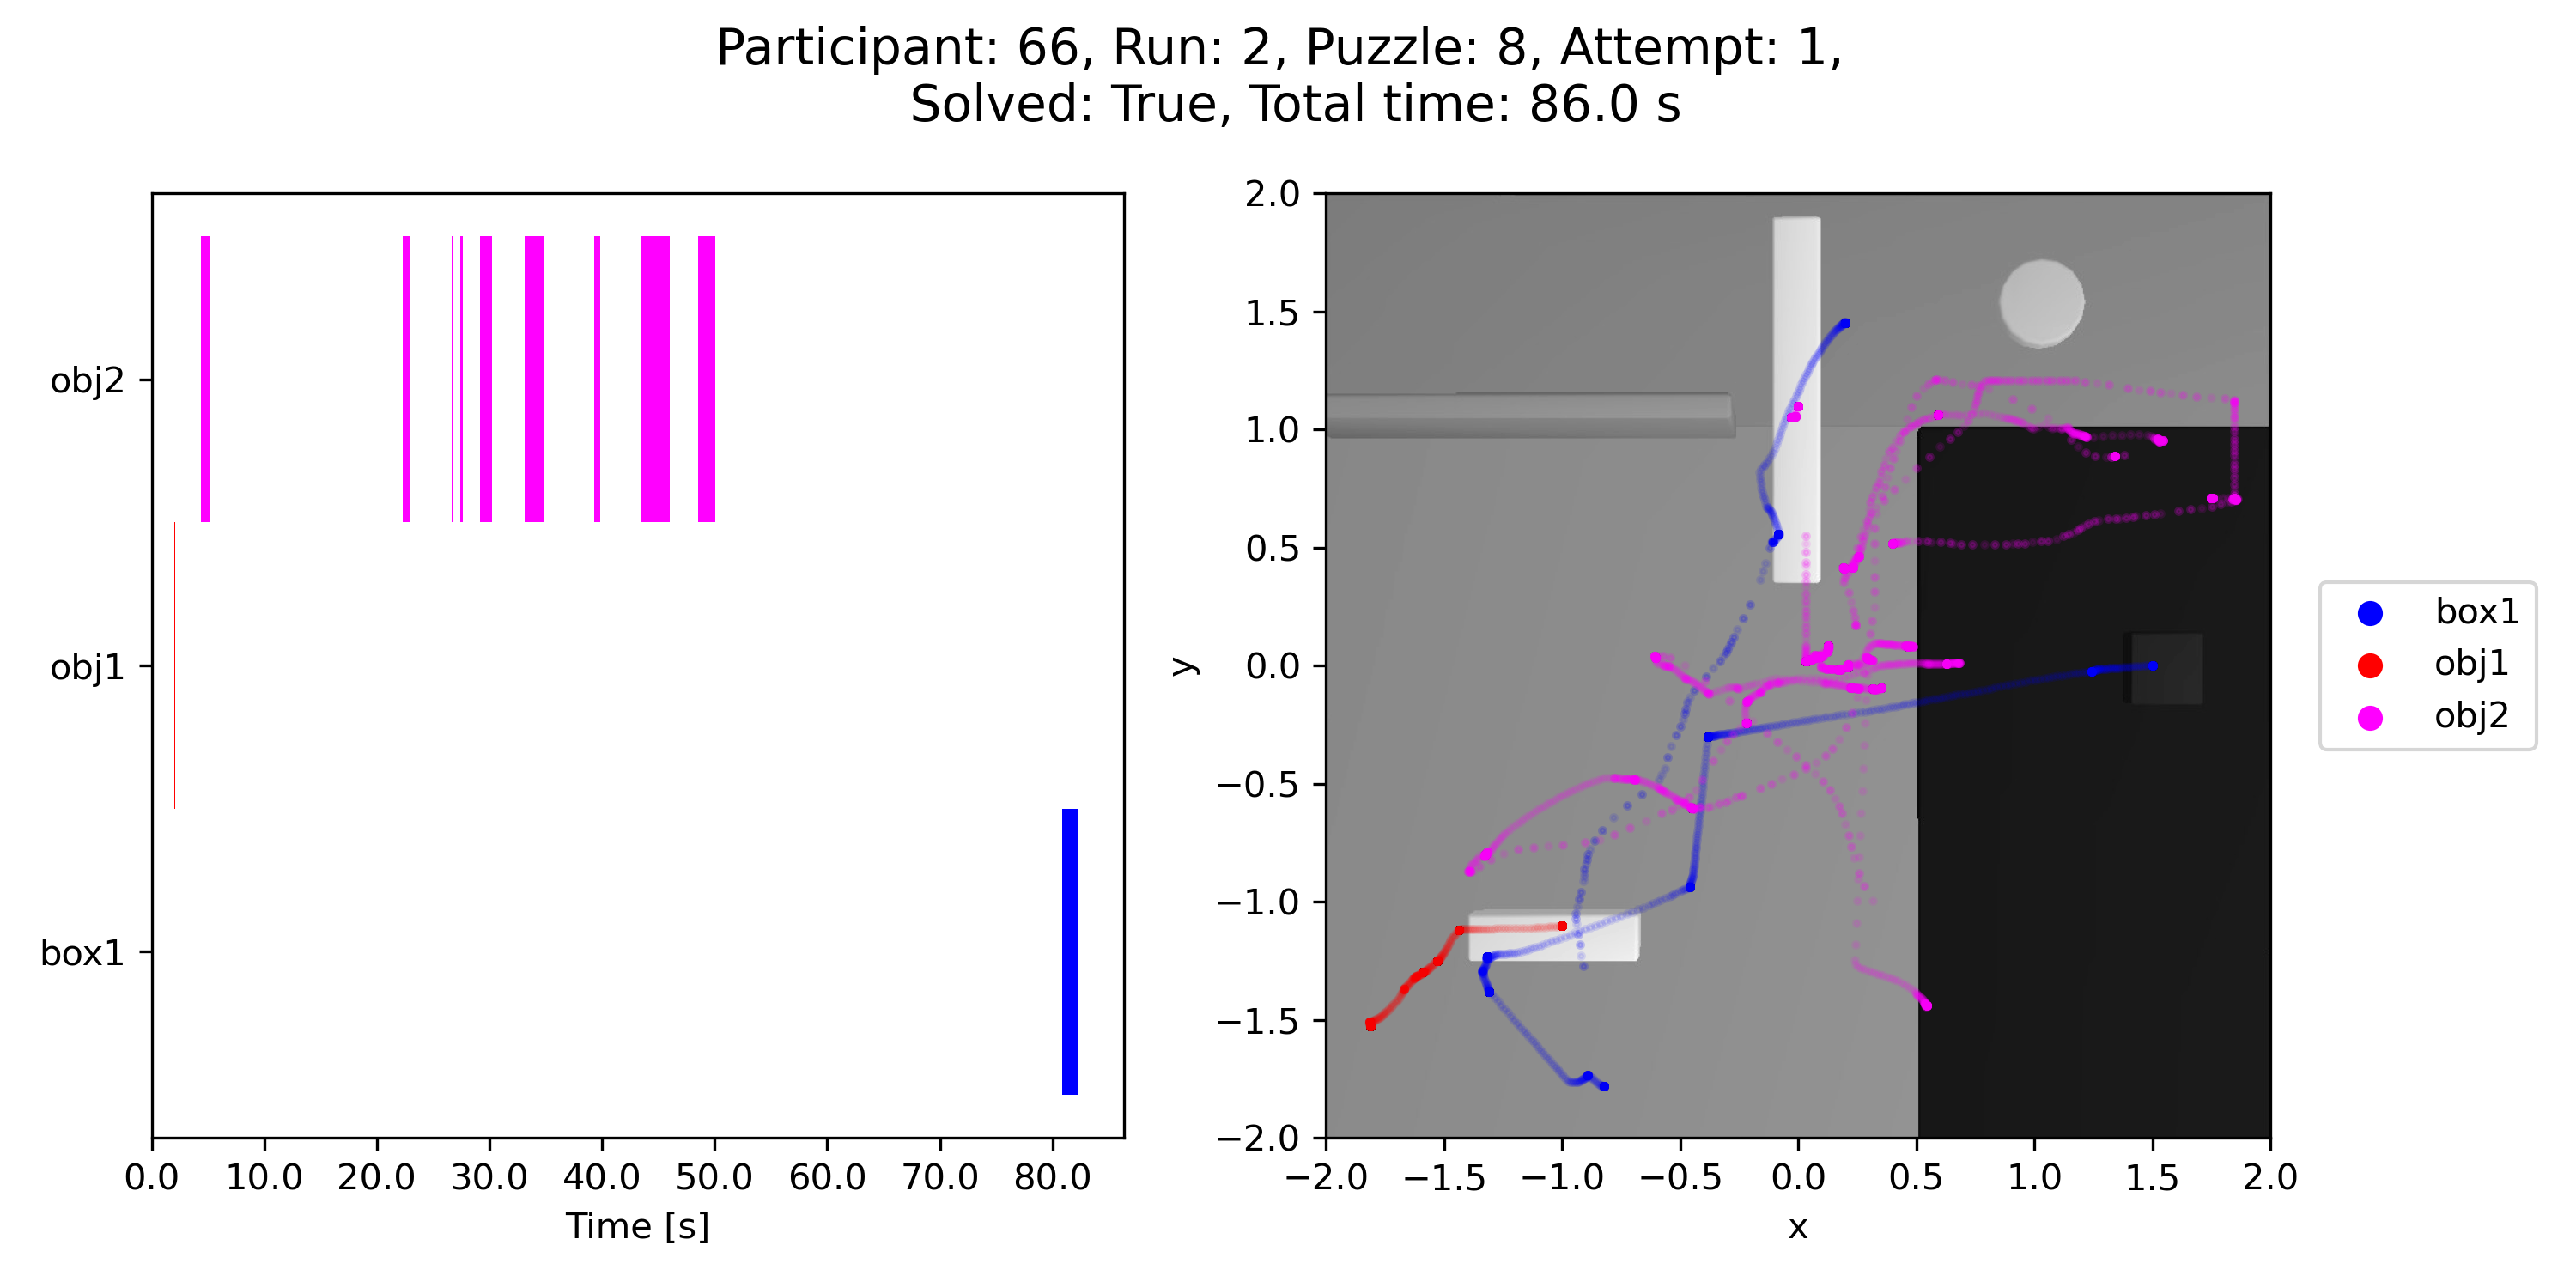 Participant: 66, Run: 2, Puzzle: 8, Attempt: 1,
Solved: True, Total time: 86.0 s
obj2
obj1
box1
0.0 10.0 20.0 30.0 40.0 50.0 60.0 70.0 80.0
Time [s]
2.0
1.5
1.0
0.5
0.0
−0.5
−1.0
−1.5
−2.0
y
−2.0 −1.5 −1.0 −0.5 0.0 0.5 1.0 1.5 2.0
x
box1
obj1
obj2